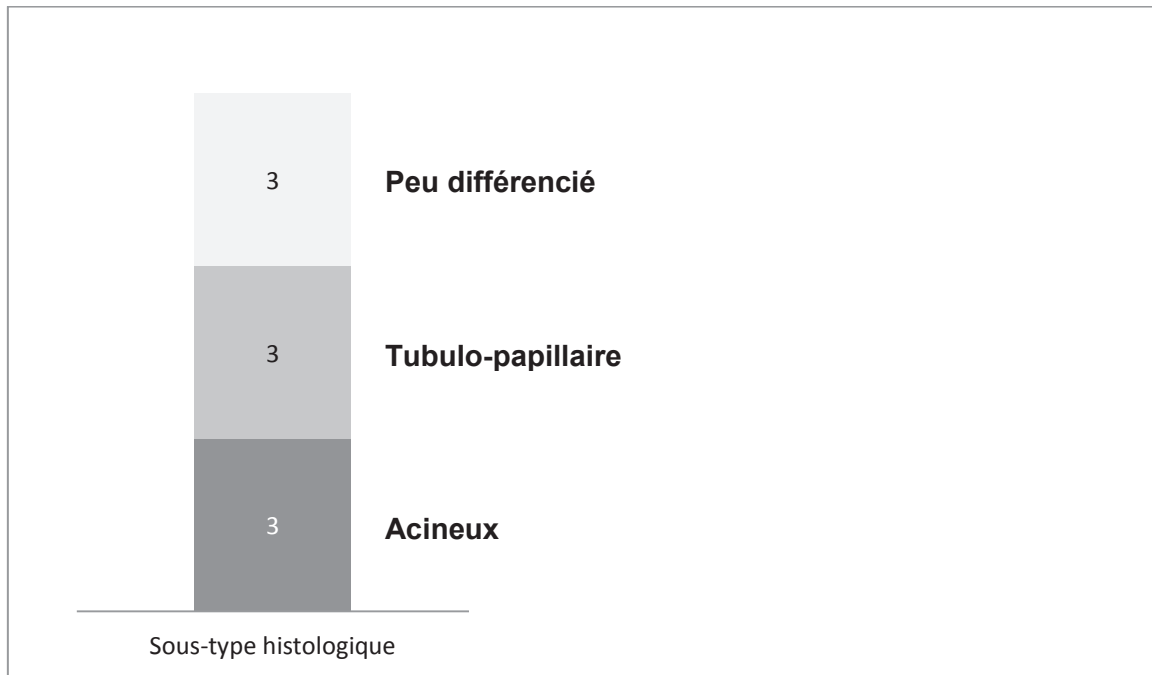 3 Peu différencié
3 Tubulo-papillaire
3 Acineux
Sous-type histologique